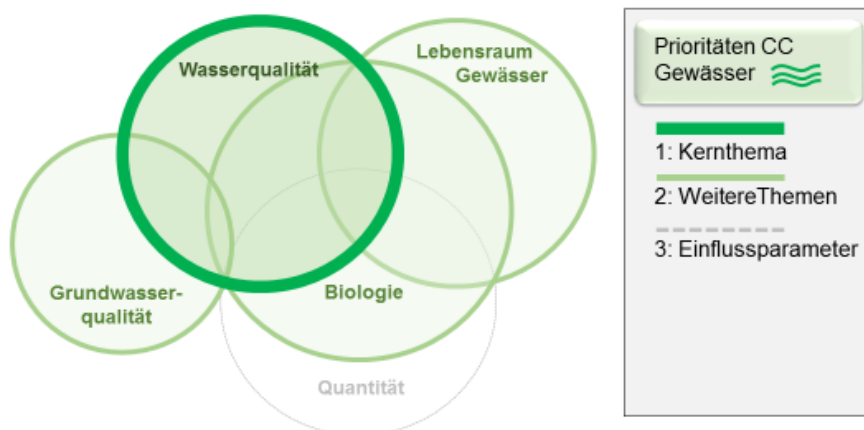 Wasserqualität
Lebensraum
Gewässer
Grundwasser-
qualität
Biologie
Quantität
Prioritäten CC
Gewässer
1: Kernthema
2: WeitereThemen
3: Einflussparameter